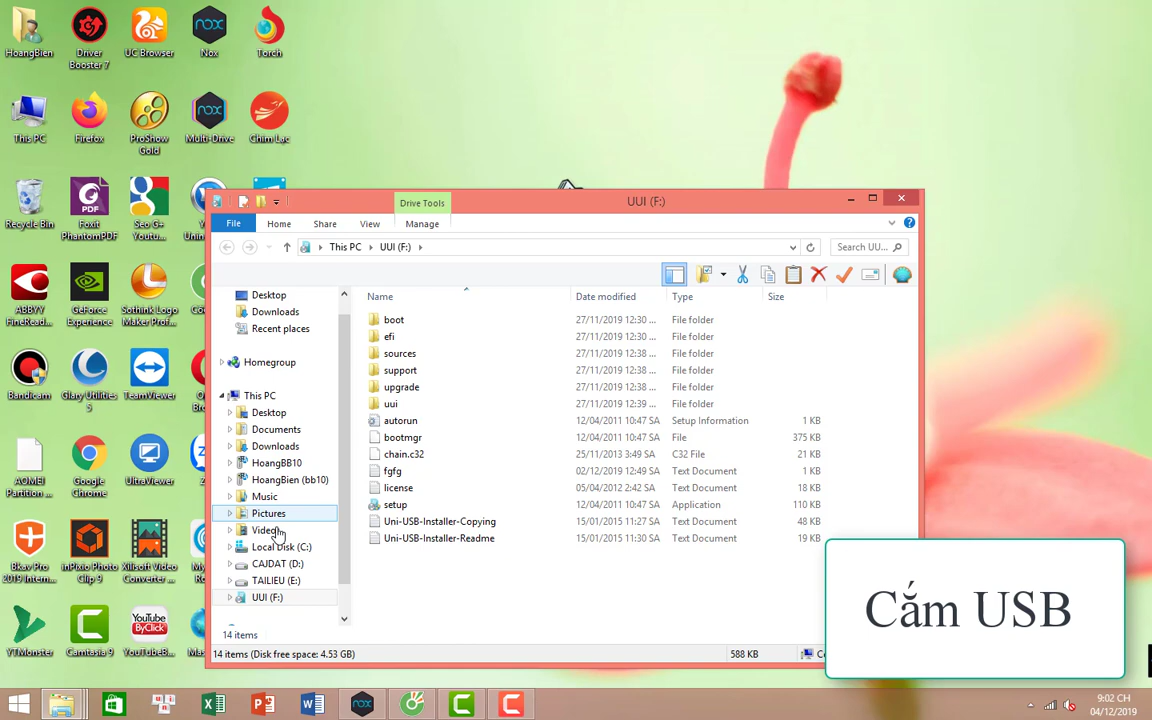 HoangBien
Driver
Booster 7
UC Browser
Nox
Torch
This PC
Firefox
ProShow
Gold
Multi-Drive
Chim Lạc
Recycle Bin
Foxit
PhantomPDF
Seo G+
Youtu...
ABBYY
FineRead...
GeForce
Experience
Sothink Logo
Maker Prof...
Bandicam
Glary Utilities
5
TeamViewer
AOMEI
Partition ...
Google
Chrome
UltraViewer
Bkav Pro
2019 Intern...
inPixio Photo
Clip 9
Xilisoft Video
Converter ...
YTMonster
Camtasia 9
YouTubeB...
Drive Tools
UUI (F:)
File
Home
Share
View
Manage
This PC
UUI (F:)
Search UU...
Desktop
Downloads
Recent places
Homegroup
This PC
Desktop
Documents
Downloads
HoangBB10
HoangBien (bb10)
Music
Pictures
Videos
Local Disk (C:)
CAJDAT (D:)
TAILIEU (E:)
UUI (F:)
Name Date modified Type Size
boot 27/11/2019 12:30 ... File folder
efi 27/11/2019 12:30 ... File folder
sources 27/11/2019 12:38 ... File folder
support 27/11/2019 12:38 ... File folder
upgrade 27/11/2019 12:38 ... File folder
uui 27/11/2019 12:39 ... File folder
autorun 12/04/2011 10:47 SA Setup Information 1 KB
bootmgr 12/04/2011 10:47 SA File 375 KB
chain.c32 25/11/2013 3:49 SA C32 File 21 KB
fgfg 02/12/2019 12:49 SA Text Document 1 KB
license 05/04/2012 2:42 SA Text Document 18 KB
setup 12/04/2011 10:47 SA Application 110 KB
Uni-USB-Installer-Copying 15/01/2015 11:27 SA Text Document 48 KB
Uni-USB-Installer-Readme 15/01/2015 11:30 SA Text Document 19 KB
14 items
14 items (Disk free space: 4.53 GB)
588 KB
Cắm USB
9:02 CH
04/12/2019